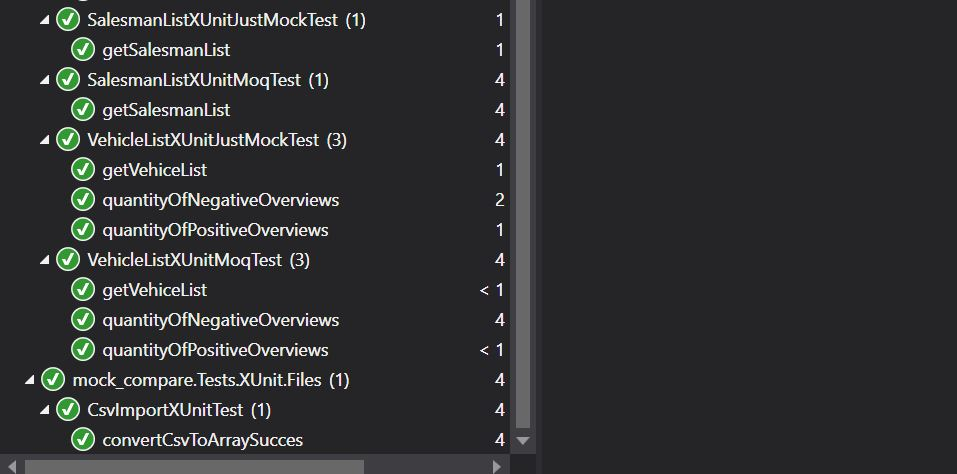 SalesmanListXUnitJustMockTest (1) 1
getSalesmanList 1
SalesmanListXUnitMoqTest (1) 4
getSalesmanList 4
VehicleListXUnitJustMockTest (3) 4
getVehiceList 1
quantityOfNegativeOverviews 2
quantityOfPositiveOverviews 1
VehicleListXUnitMoqTest (3) 4
getVehiceList < 1
quantityOfNegativeOverviews 4
quantityOfPositiveOverviews < 1
mock_compare.Tests.XUnit.Files (1) 4
CsvImportXUnitTest (1) 4
convertCsvToArraySucces 4